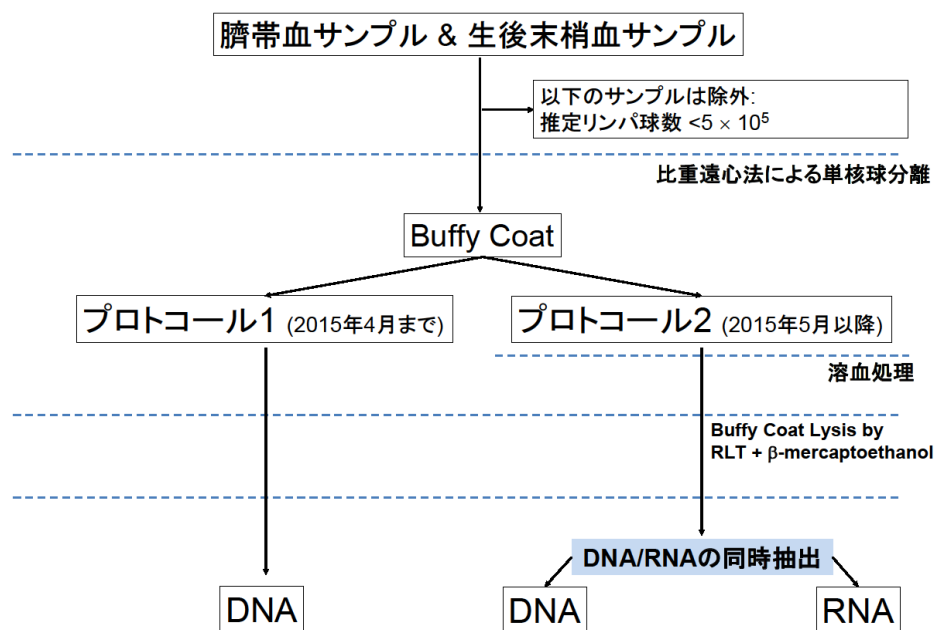 臍帯血サンプル & 生後末梢血サンプル
以下のサンプルは除外:
推定リンパ球数 <5 × 10⁵
比重遠心法による単核球分離
Buffy Coat
プロトコール1 (2015年4月まで)
プロトコール2 (2015年5月以降)
溶血処理
Buffy Coat Lysis by
RLT + β-mercaptoethanol
DNA/RNAの同時抽出
DNA
DNA
RNA